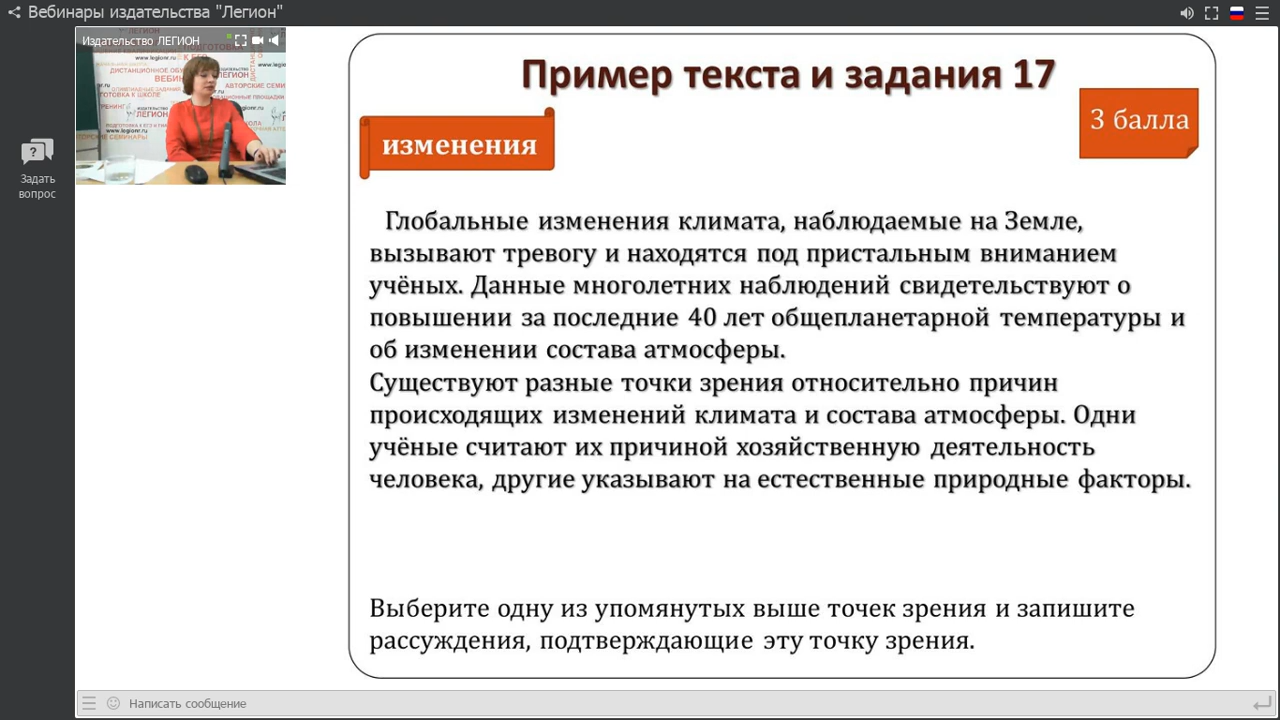 Вебинары издательства "Легион"
Издательство ЛЕГИОН
Задать
вопрос
Пример текста и задания 17
3 балла
изменения
Глобальные изменения климата, наблюдаемые на Земле,
вызывают тревогу и находятся под пристальным вниманием
учёных. Данные многолетних наблюдений свидетельствуют о
повышении за последние 40 лет общепланетарной температуры и
об изменении состава атмосферы.
Существуют разные точки зрения относительно причин
происходящих изменений климата и состава атмосферы. Одни
учёные считают их причиной хозяйственную деятельность
человека, другие указывают на естественные природные факторы.
Выберите одну из упомянутых выше точек зрения и запишите
рассуждения, подтверждающие эту точку зрения.
Написать сообщение